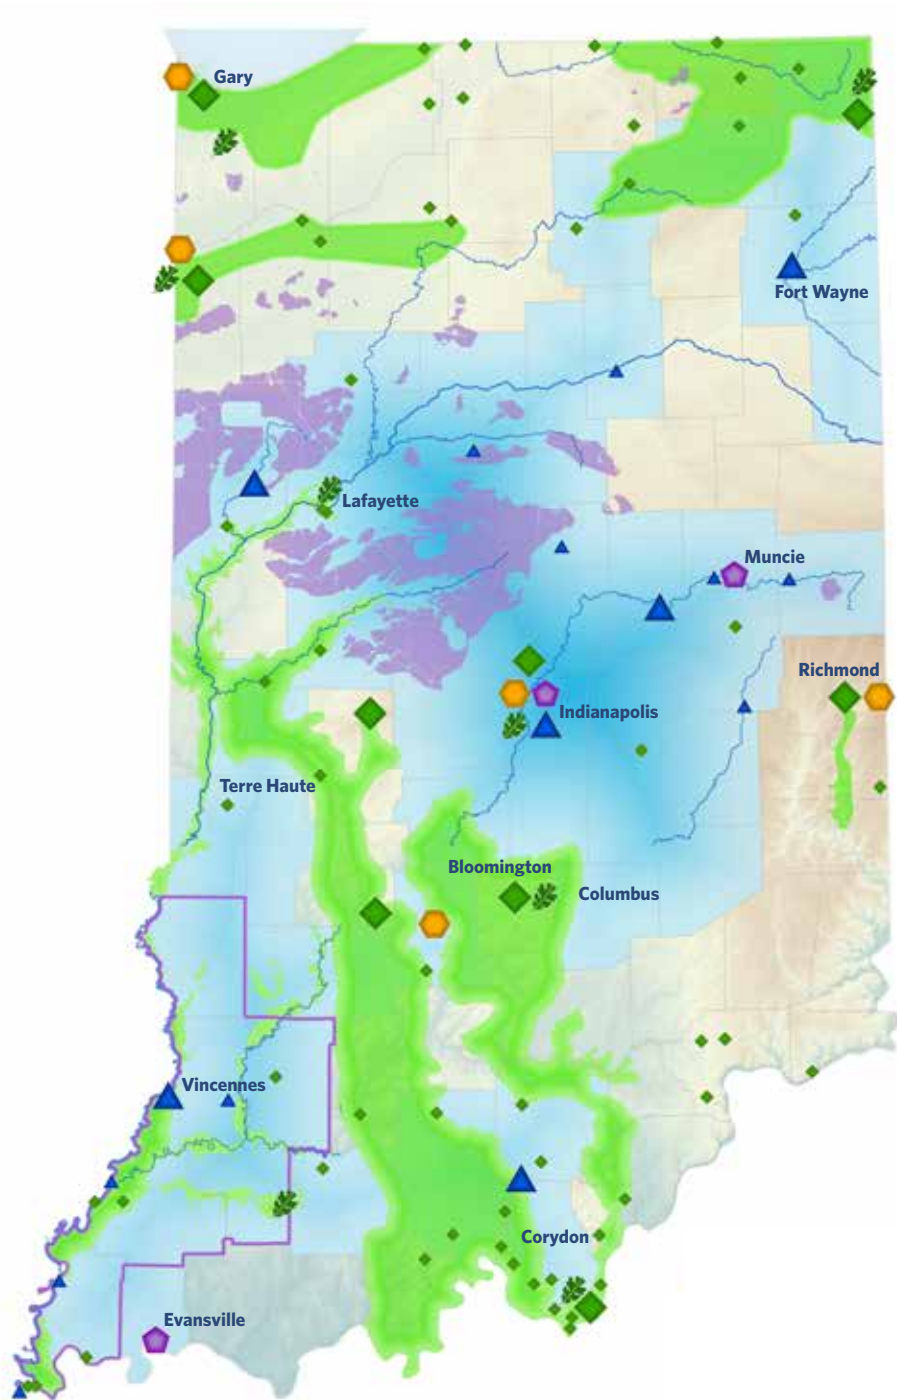 Gary
Fort Wayne
Lafayette
Muncie
Richmond
Indianapolis
Terre Haute
Bloomington
Columbus
Vincennes
Corydon
Evansville